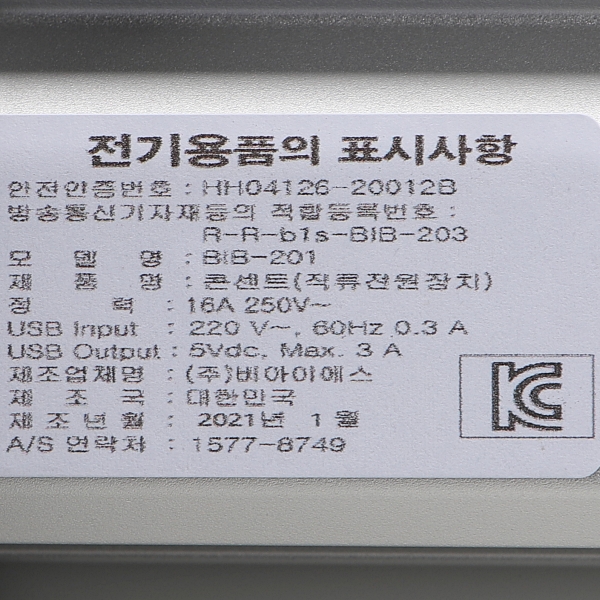 전기용품의 표시사항
안전인증번호 : HH04126-20012B
방송통신기자재등의 적합등록번호 :
R-R-b1s-BIB-203
모 델 명 : BIB-201
제 품 명 : 콘센트(직류전원장치)
정 력 : 16A 250V~
USB Input : 220 V~, 60Hz 0.3 A
USB Output : 5Vdc, Max. 3 A
제조업체명 : (주)비아이에스
제 조 국 : 대한민국
제 조 년 월 : 2021년 1 월
A/S 연락처 : 1577-8749
KC